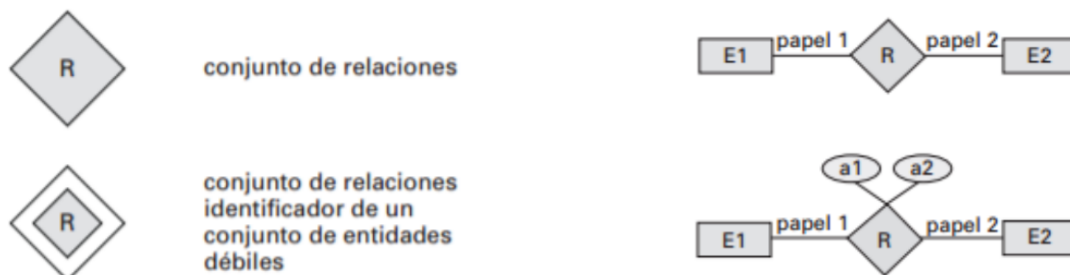 R
conjunto de relaciones
E1 papel 1 R papel 2 E2
R
conjunto de relaciones
identificador de un
conjunto de entidades
débiles
a1 a2
E1 papel 1 R papel 2 E2